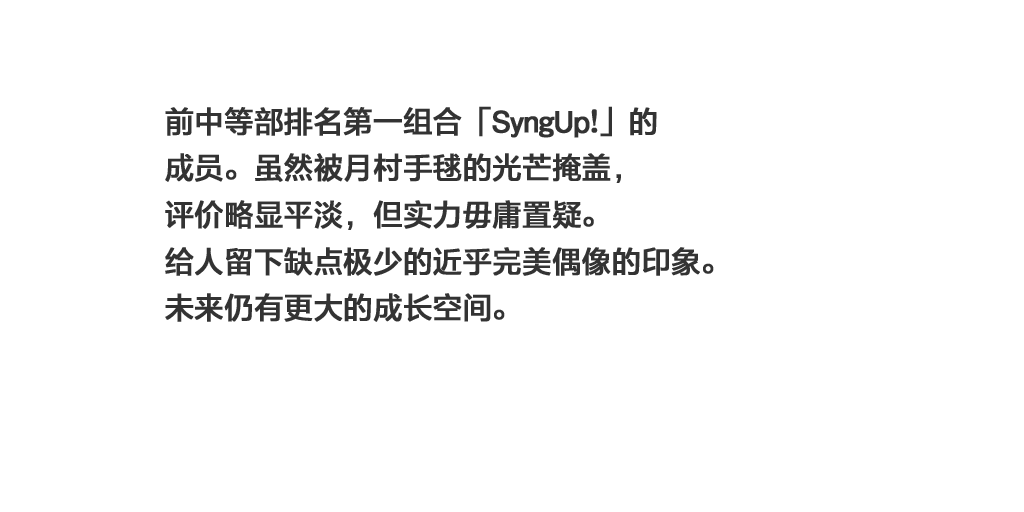 前中等部排名第一组合「SyngUp!」的
成员。虽然被月村手毬的光芒掩盖，
评价略显平淡，但实力毋庸置疑。
给人留下缺点极少的近乎完美偶像的印象。
未来仍有更大的成长空间。